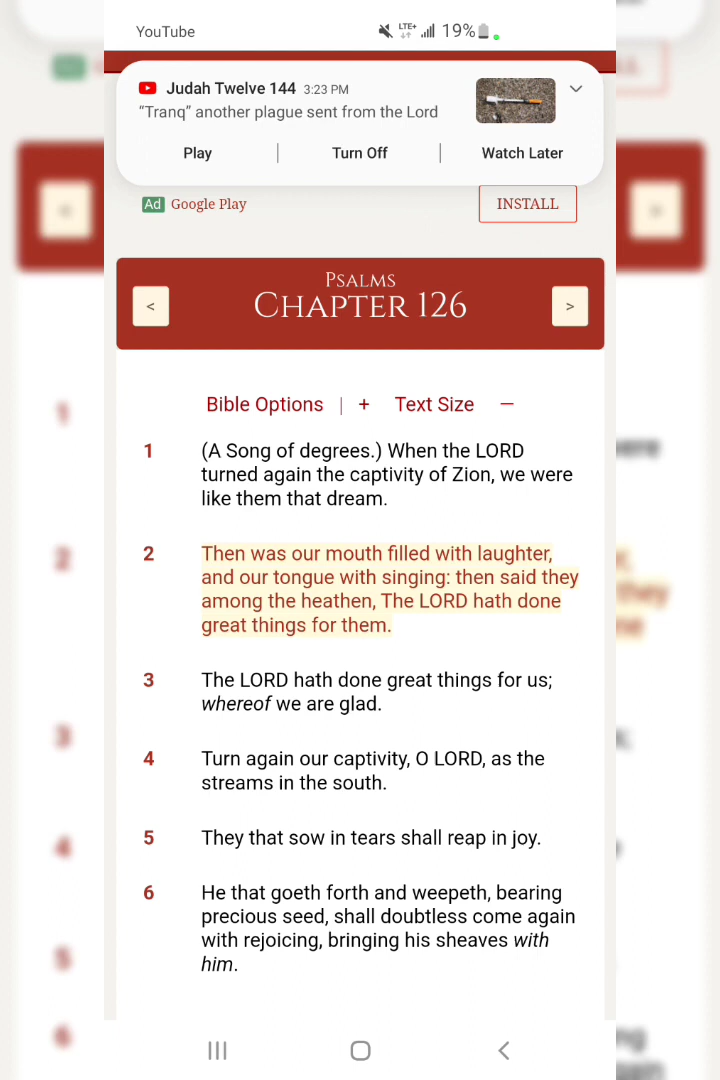 YouTube
LTE+
19%
Judah Twelve 144 3:23 PM
“Tranq” another plague sent from the Lord
Play | Turn Off | Watch Later
Ad Google Play INSTALL
PSALMS
< CHAPTER 126 >
Bible Options | + Text Size –
1 (A Song of degrees.) When the LORD
turned again the captivity of Zion, we were
like them that dream.
2 Then was our mouth filled with laughter,
and our tongue with singing: then said they
among the heathen, The LORD hath done
great things for them.
3 The LORD hath done great things for us;
whereof we are glad.
4 Turn again our captivity, O LORD, as the
streams in the south.
5 They that sow in tears shall reap in joy.
6 He that goeth forth and weepeth, bearing
precious seed, shall doubtless come again
with rejoicing, bringing his sheaves with
him.